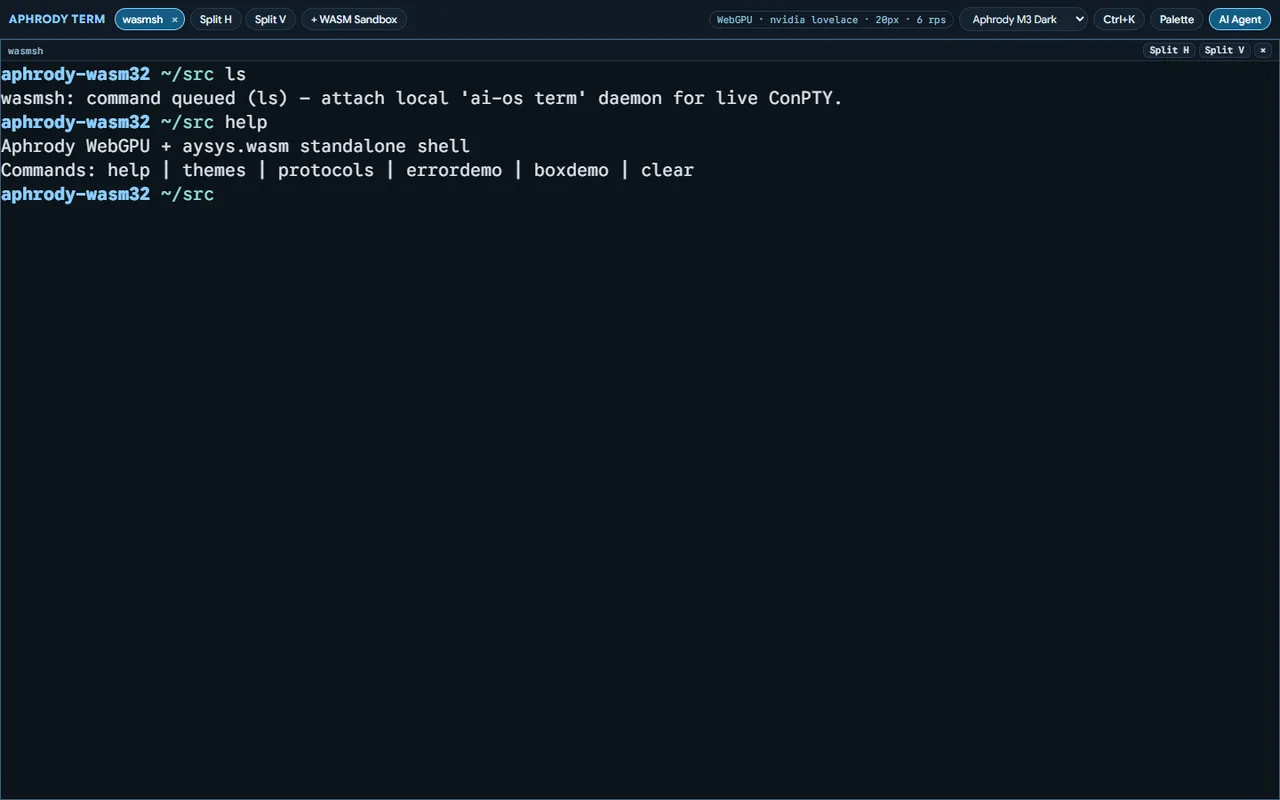 APHRODY TERM wasmsh × Split H Split V + WASM Sandbox WebGPU · nvidia lovelace · 20px · 6 rps Aphrody M3 Dark Ctrl+K Palette AI Agent
wasmsh Split H Split V ×
aphrody-wasm32 ~/src ls
wasmsh: command queued (ls) — attach local 'ai-os term' daemon for live ConPTY.
aphrody-wasm32 ~/src help
Aphrody WebGPU + aysys.wasm standalone shell
Commands: help | themes | protocols | errordemo | boxdemo | clear
aphrody-wasm32 ~/src